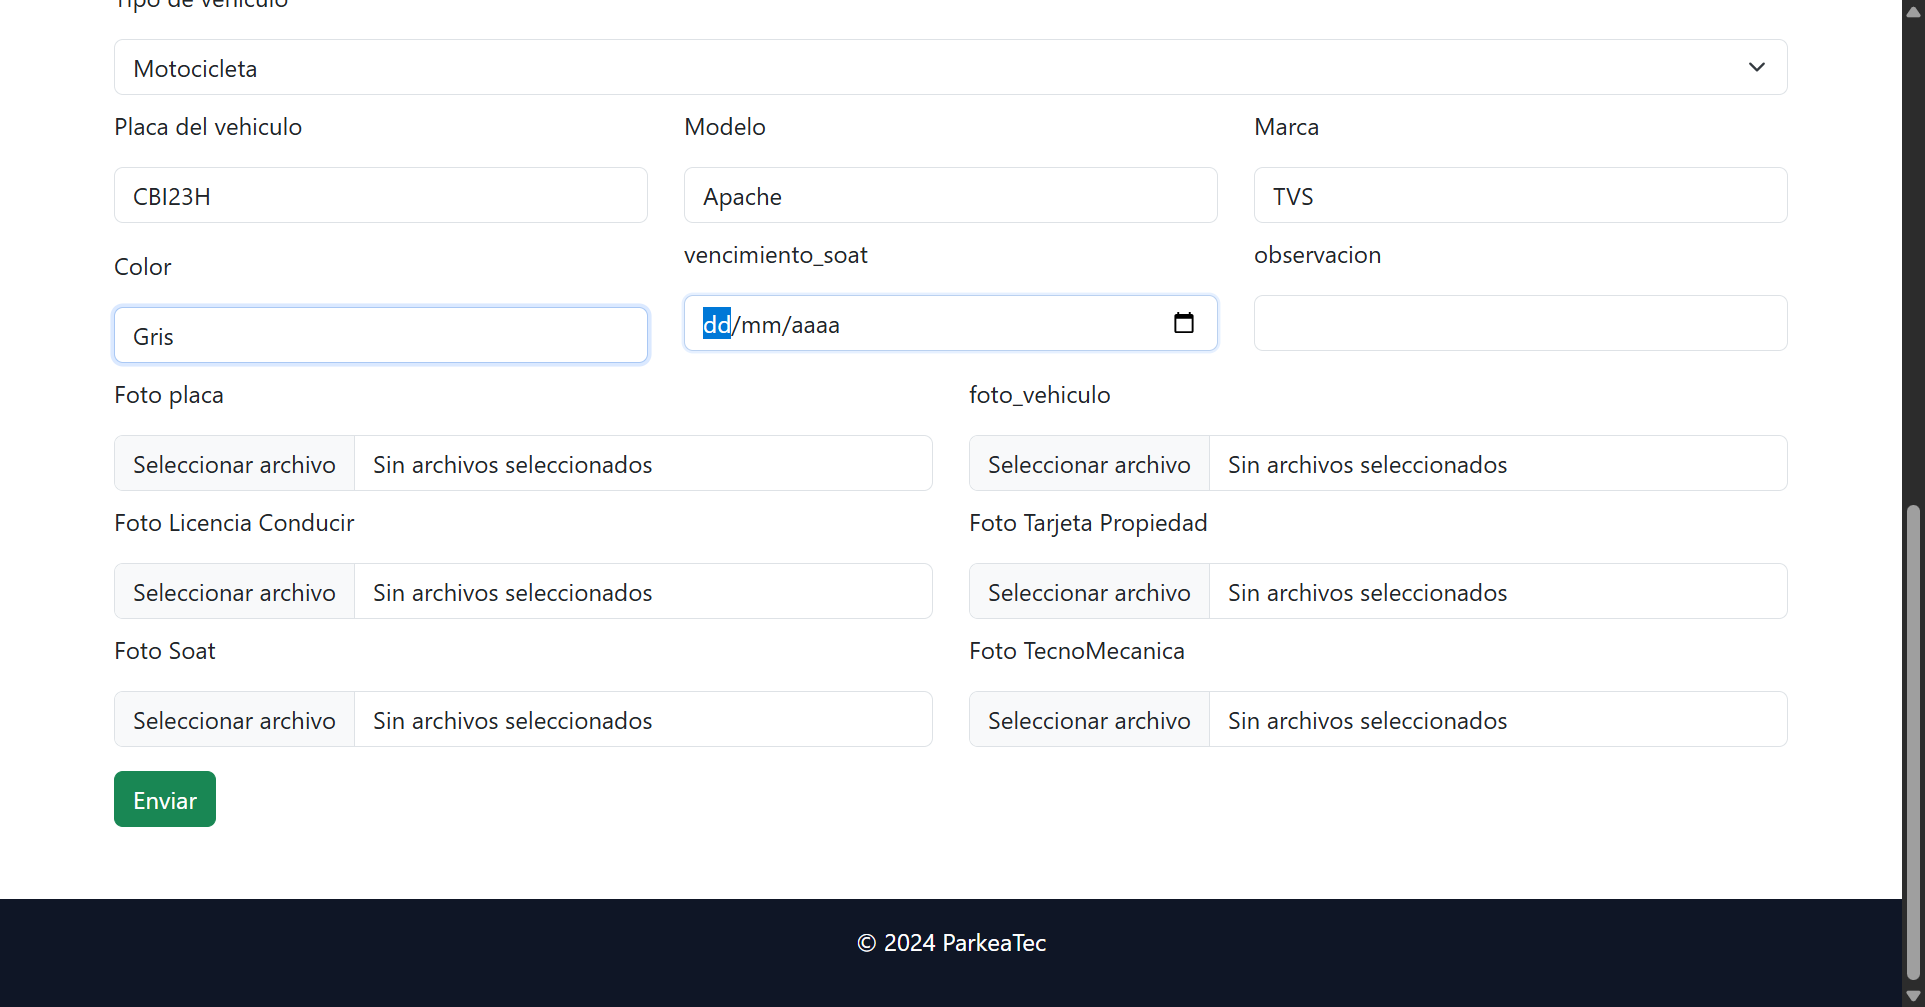 Tipo de vehiculo
Motocicleta
Placa del vehiculo
Modelo
Marca
CBI23H
Apache
TVS
Color
vencimiento_soat
observacion
Gris
dd/mm/aaaa
Foto placa
foto_vehiculo
Seleccionar archivo Sin archivos seleccionados
Seleccionar archivo Sin archivos seleccionados
Foto Licencia Conducir
Foto Tarjeta Propiedad
Seleccionar archivo Sin archivos seleccionados
Seleccionar archivo Sin archivos seleccionados
Foto Soat
Foto TecnoMecanica
Seleccionar archivo Sin archivos seleccionados
Seleccionar archivo Sin archivos seleccionados
Enviar
© 2024 ParkeaTec